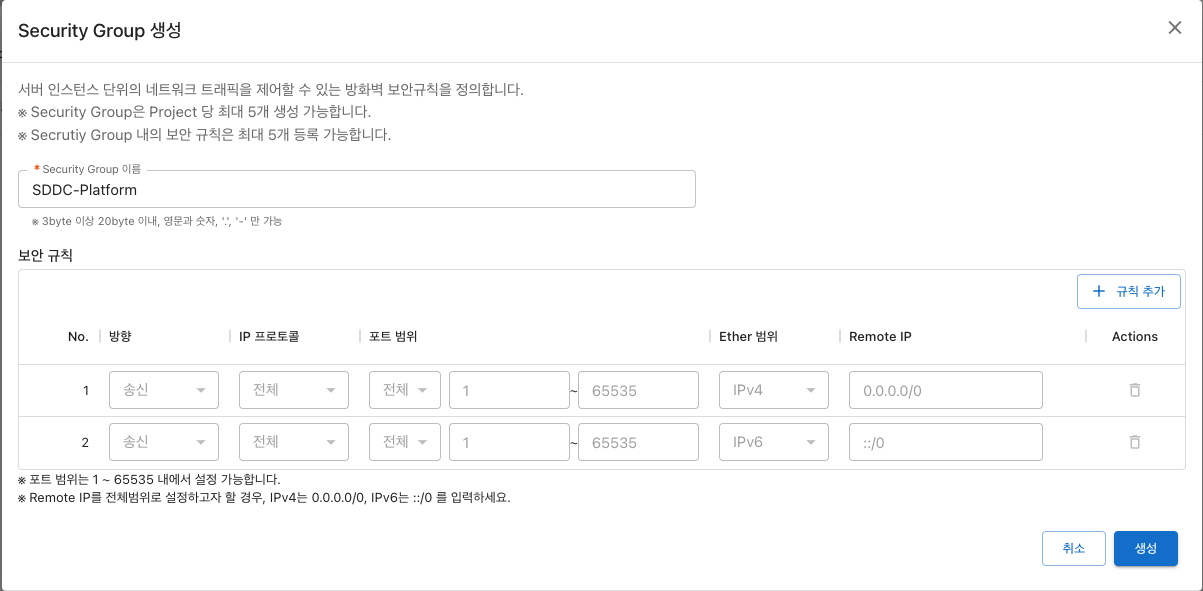 Security Group 생성
서버 인스턴스 단위의 네트워크 트래픽을 제어할 수 있는 방화벽 보안규칙을 정의합니다.
※ Security Group은 Project 당 최대 5개 생성 가능합니다.
※ Secrutiy Group 내의 보안 규칙은 최대 5개 등록 가능합니다.
* Security Group 이름
SDDC-Platform
※ 3byte 이상 20byte 이내, 영문과 숫자, '.', '-' 만 가능
보안 규칙
+ 규칙 추가
No. 방향 IP 프로토콜 포트 범위 Ether 범위 Remote IP Actions
1 송신 전체 전체 1 ~ 65535 IPv4 0.0.0.0/0
2 송신 전체 전체 1 ~ 65535 IPv6 ::/0
※ 포트 범위는 1 ~ 65535 내에서 설정 가능합니다.
※ Remote IP를 전체범위로 설정하고자 할 경우, IPv4는 0.0.0.0/0, IPv6는 ::/0 를 입력하세요.
취소 생성